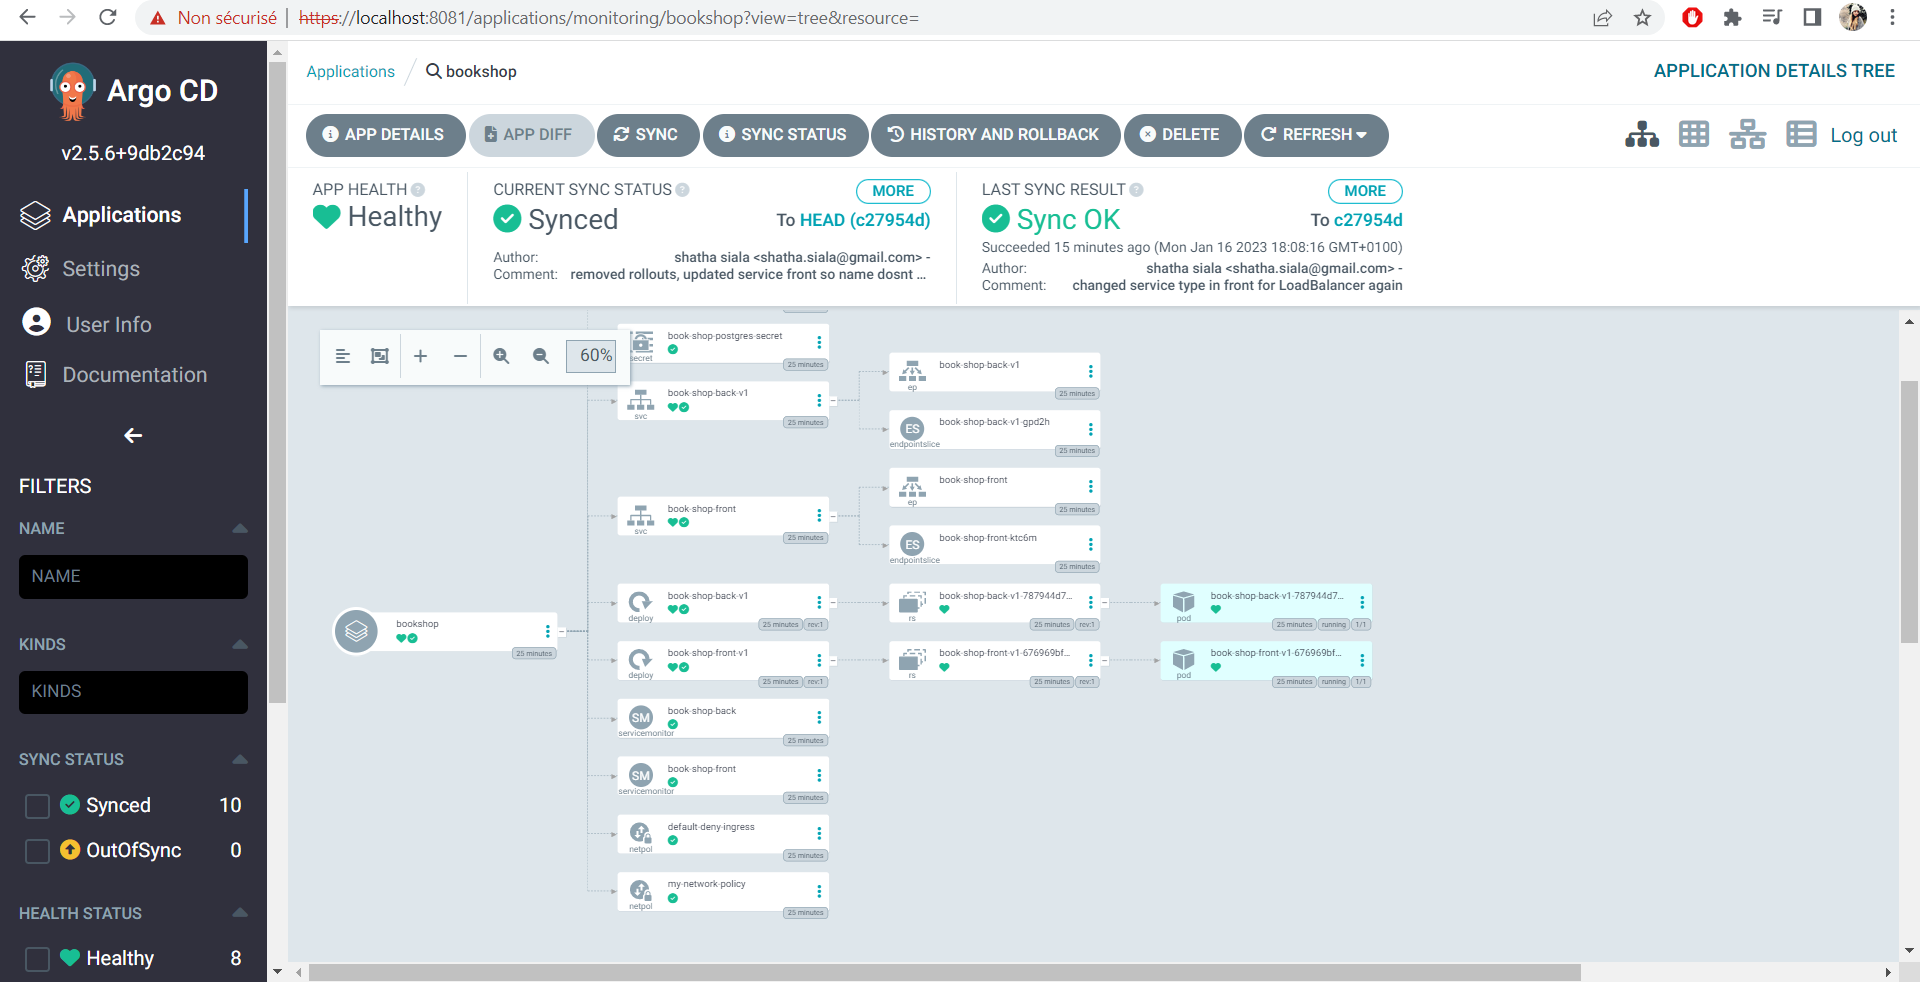 Non sécurisé | https://localhost:8081/applications/monitoring/bookshop?view=tree&resource=
Argo CD
v2.5.6+9db2c94
Applications
Settings
User Info
Documentation
FILTERS
NAME
NAME
KINDS
KINDS
SYNC STATUS
Synced 10
OutOfSync 0
HEALTH STATUS
Healthy 8
Applications / bookshop
APPLICATION DETAILS TREE
APP DETAILS
APP DIFF
SYNC
SYNC STATUS
HISTORY AND ROLLBACK
DELETE
REFRESH
Log out
APP HEALTH
Healthy
CURRENT SYNC STATUS
MORE
Synced
To HEAD (c27954d)
Author: shatha siala <shatha.siala@gmail.com> -
Comment: removed rollouts, updated service front so name dosnt ...
LAST SYNC RESULT
MORE
Sync OK
To c27954d
Succeeded 15 minutes ago (Mon Jan 16 2023 18:08:16 GMT+0100)
Author: shatha siala <shatha.siala@gmail.com> -
Comment: changed service type in front for LoadBalancer again
60%
bookshop
25 minutes
book-shop-postgres-secret
secret
25 minutes
book-shop-back-v1
svc
25 minutes
book-shop-back-v1
ep
25 minutes
ES
book-shop-back-v1-gpd2h
endpointslice
25 minutes
book-shop-front
svc
25 minutes
book-shop-front
ep
25 minutes
ES
book-shop-front-ktc6m
endpointslice
25 minutes
book-shop-back-v1
deploy
25 minutes rev:1
book-shop-back-v1-787944d7...
rs
25 minutes rev:1
book-shop-back-v1-787944d7...
pod
25 minutes running 1/1
book-shop-front-v1
deploy
25 minutes rev:1
book-shop-front-v1-676969bf...
rs
25 minutes rev:1
book-shop-front-v1-676969bf...
pod
25 minutes running 1/1
SM
book-shop-back
servicemonitor
25 minutes
SM
book-shop-front
servicemonitor
25 minutes
default-deny-ingress
netpol
25 minutes
my-network-policy
netpol
25 minutes